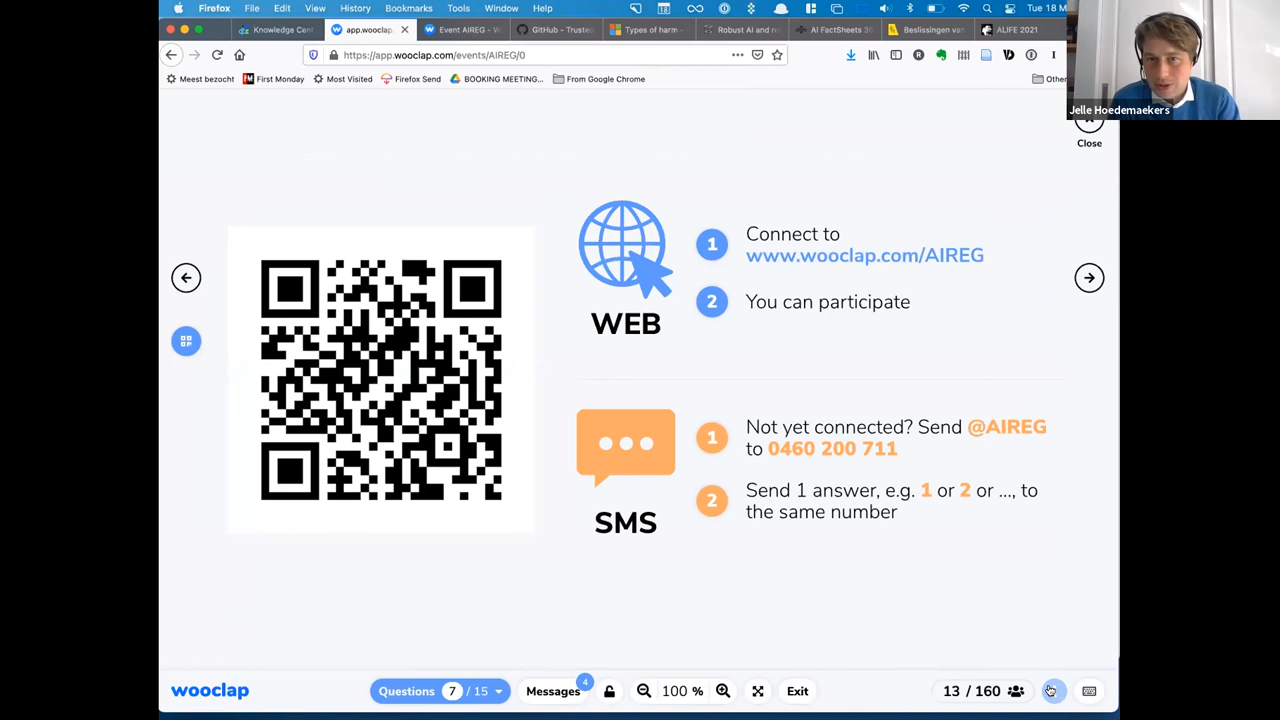 Firefox File Edit View History Bookmarks Tools Window Help
Tue 18 M
Knowledge Cent
app.wooclap.
Event AIREG - W
GitHub - Truste
Types of harm -
Robust AI and r
AI FactSheets 36
Beslissingen van
ALIFE 2021
https://app.wooclap.com/events/AIREG/0
Meest bezocht First Monday Most Visited Firefox Send BOOKING MEETING... From Google Chrome Other
Jelle Hoedemaekers
Close
WEB
1 Connect to
www.wooclap.com/AIREG
2 You can participate
SMS
1 Not yet connected? Send @AIREG
to 0460 200 711
2 Send 1 answer, e.g. 1 or 2 or ..., to
the same number
wooclap Questions 7 / 15 Messages 4 100 % Exit 13 / 160